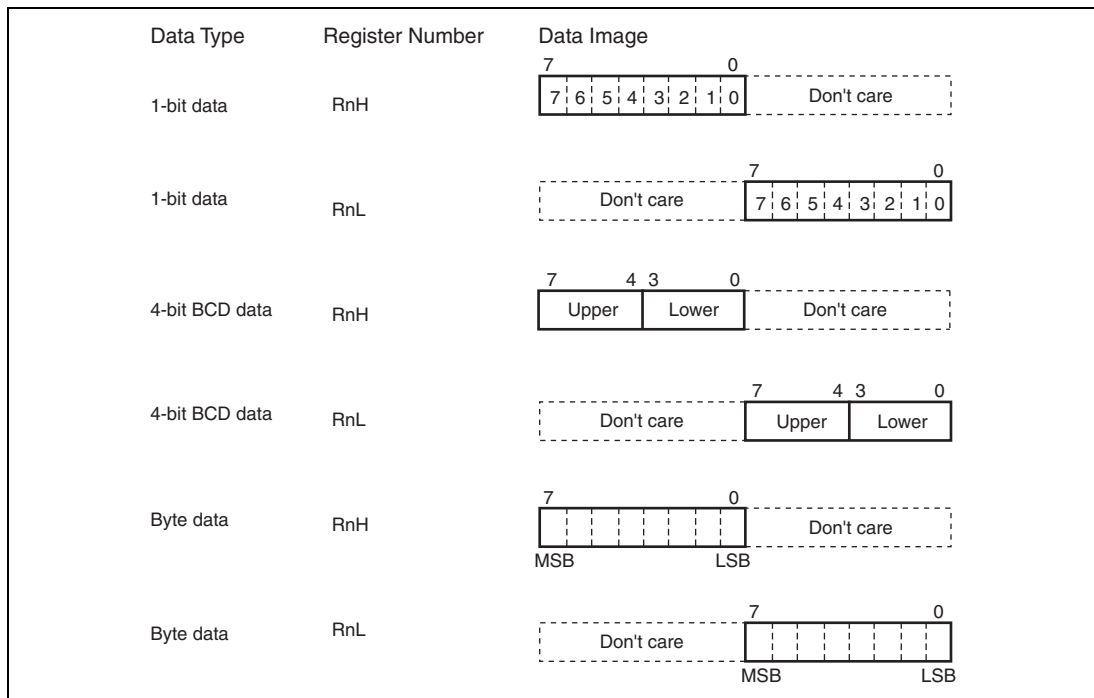 Data Type Register Number Data Image
7 0
1-bit data RnH 7 6 5 4 3 2 1 0 Don't care
7 0
1-bit data RnL Don't care 7 6 5 4 3 2 1 0
7 4 3 0
4-bit BCD data RnH Upper Lower Don't care
7 4 3 0
4-bit BCD data RnL Don't care Upper Lower
7 0
Byte data RnH Don't care
MSB LSB
7 0
Byte data RnL Don't care
MSB LSB